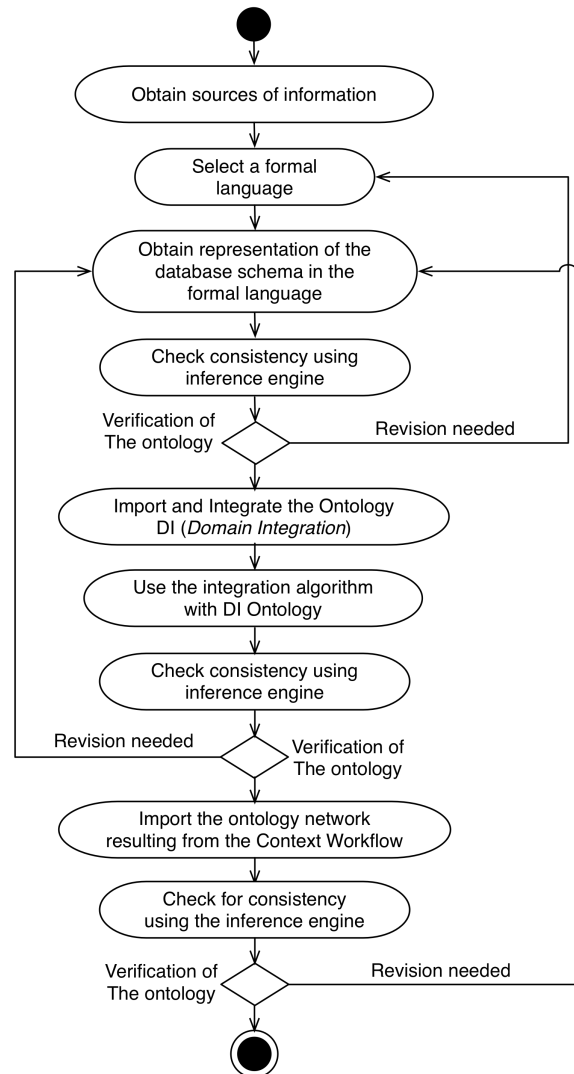 Obtain sources of information
Select a formal
language
Obtain representation of the
database schema in the
formal language
Check consistency using
inference engine
Verification of
The ontology
Revision needed
Import and Integrate the Ontology
DI (Domain Integration)
Use the integration algorithm
with DI Ontology
Check consistency using
inference engine
Revision needed
Verification of
The ontology
Import the ontology network
resulting from the Context Workflow
Check for consistency
using the inference engine
Verification of
The ontology
Revision needed